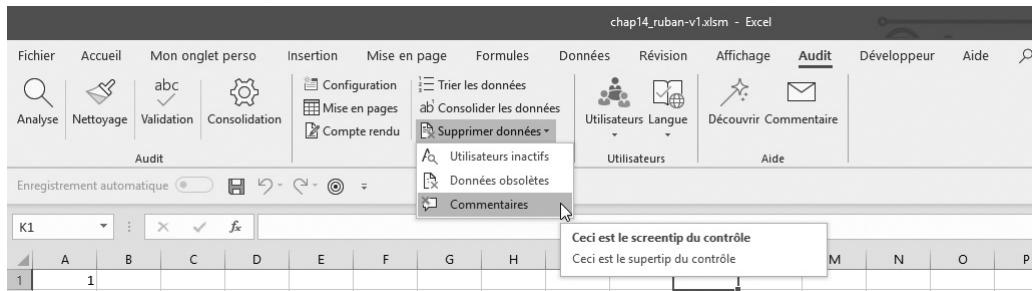 chap14_ruban-v1.xlsm - Excel
Fichier Accueil Mon onglet perso Insertion Mise en page Formules Données Révision Affichage Audit Développeur Aide
abc
Configuration Trier les données
Mise en pages ab Consolider les données
Analyse Nettoyage Validation Consolidation Compte rendu Supprimer données Utilisateurs Langue Découvrir Commentaire
Audit Utilisateurs inactifs Utilisateurs Aide
Enregistrement automatique Données obsolètes
Commentaires
K1 fx
Ceci est le screentip du contrôle
Ceci est le supertip du contrôle
A B C D E F G H M N O P
1 1